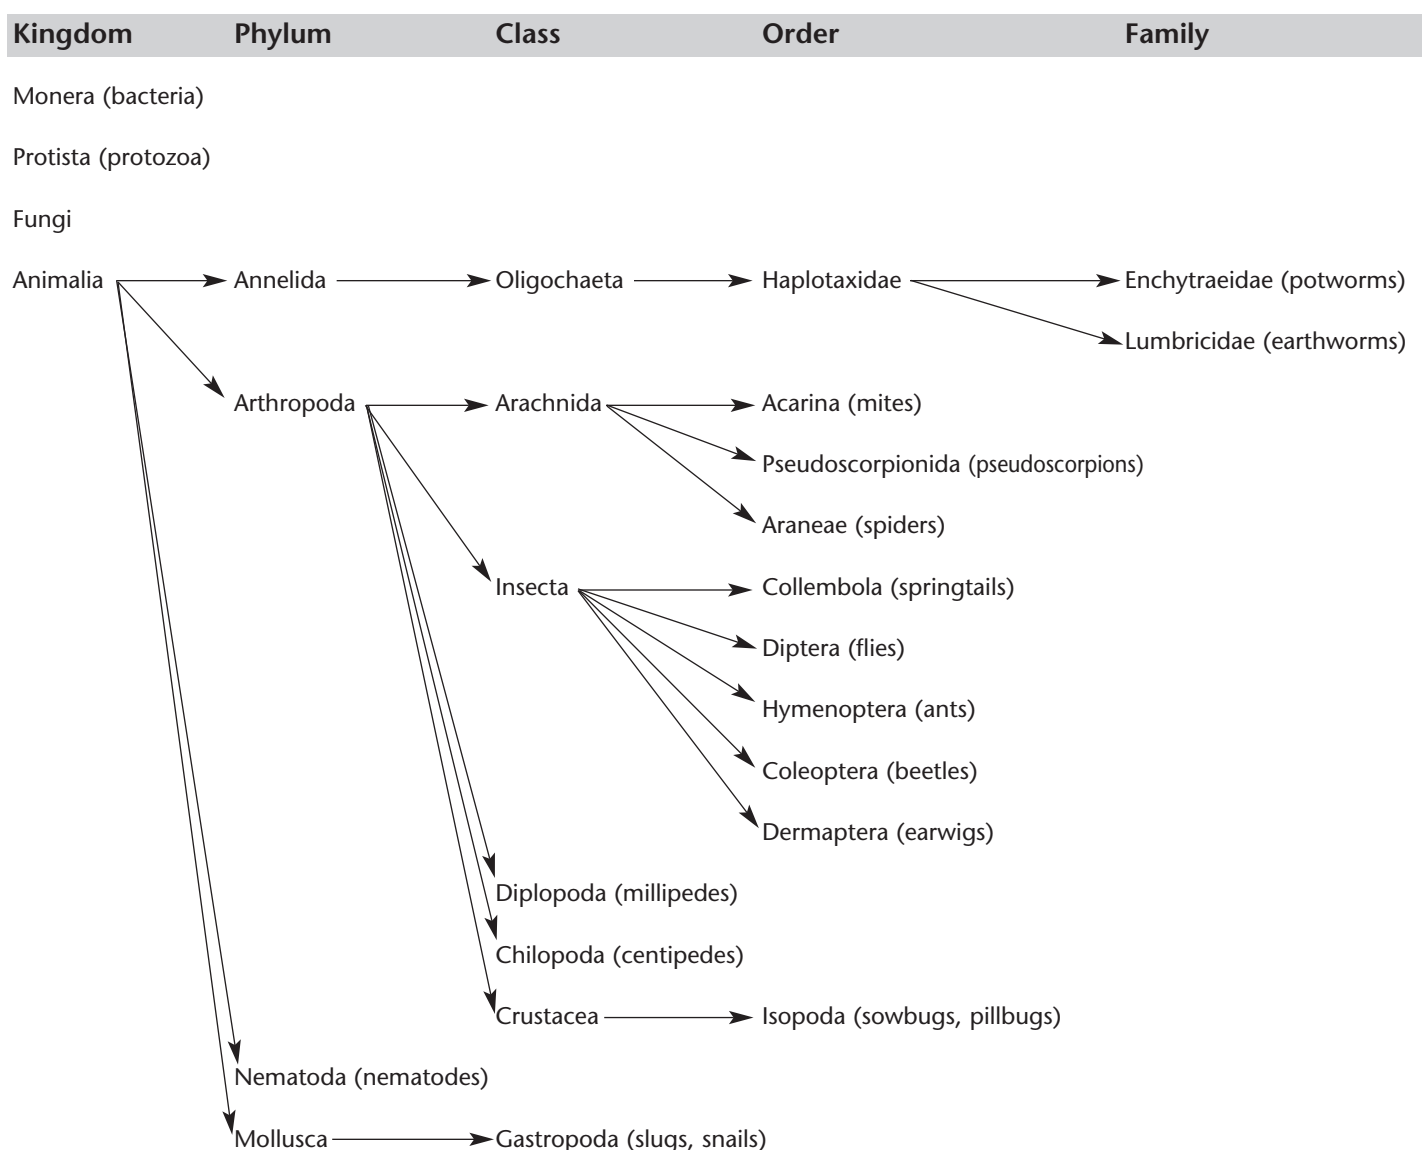 Kingdom Phylum Class Order Family
Monera (bacteria)
Protista (protozoa)
Fungi
Animalia Annelida Oligochaeta Haplotaxidae Enchytraeidae (potworms)
Lumbricidae (earthworms)
Arthropoda Arachnida Acarina (mites)
Pseudoscorpionida (pseudoscorpions)
Araneae (spiders)
Insecta Collembola (springtails)
Diptera (flies)
Hymenoptera (ants)
Coleoptera (beetles)
Dermaptera (earwigs)
Diplopoda (millipedes)
Chilopoda (centipedes)
Crustacea Isopoda (sowbugs, pillbugs)
Nematoda (nematodes)
Mollusca Gastropoda (slugs, snails)